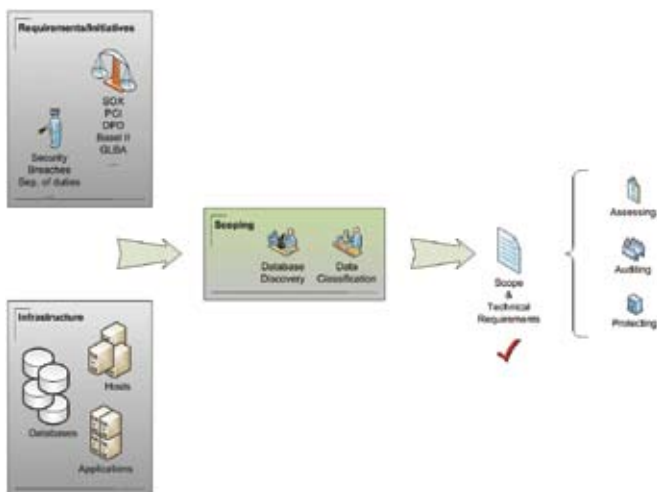 Requirements/Initiatives
SOX
PCI
DPD
Basel II
GLBA
...
Security
Breaches
Sep. of duties
Scoping
Database
Discovery
Data
Classification
Scope
&
Technical
Requirements
Assessing
Auditing
Protecting
Infrastructure
Hosts
Databases
Applications